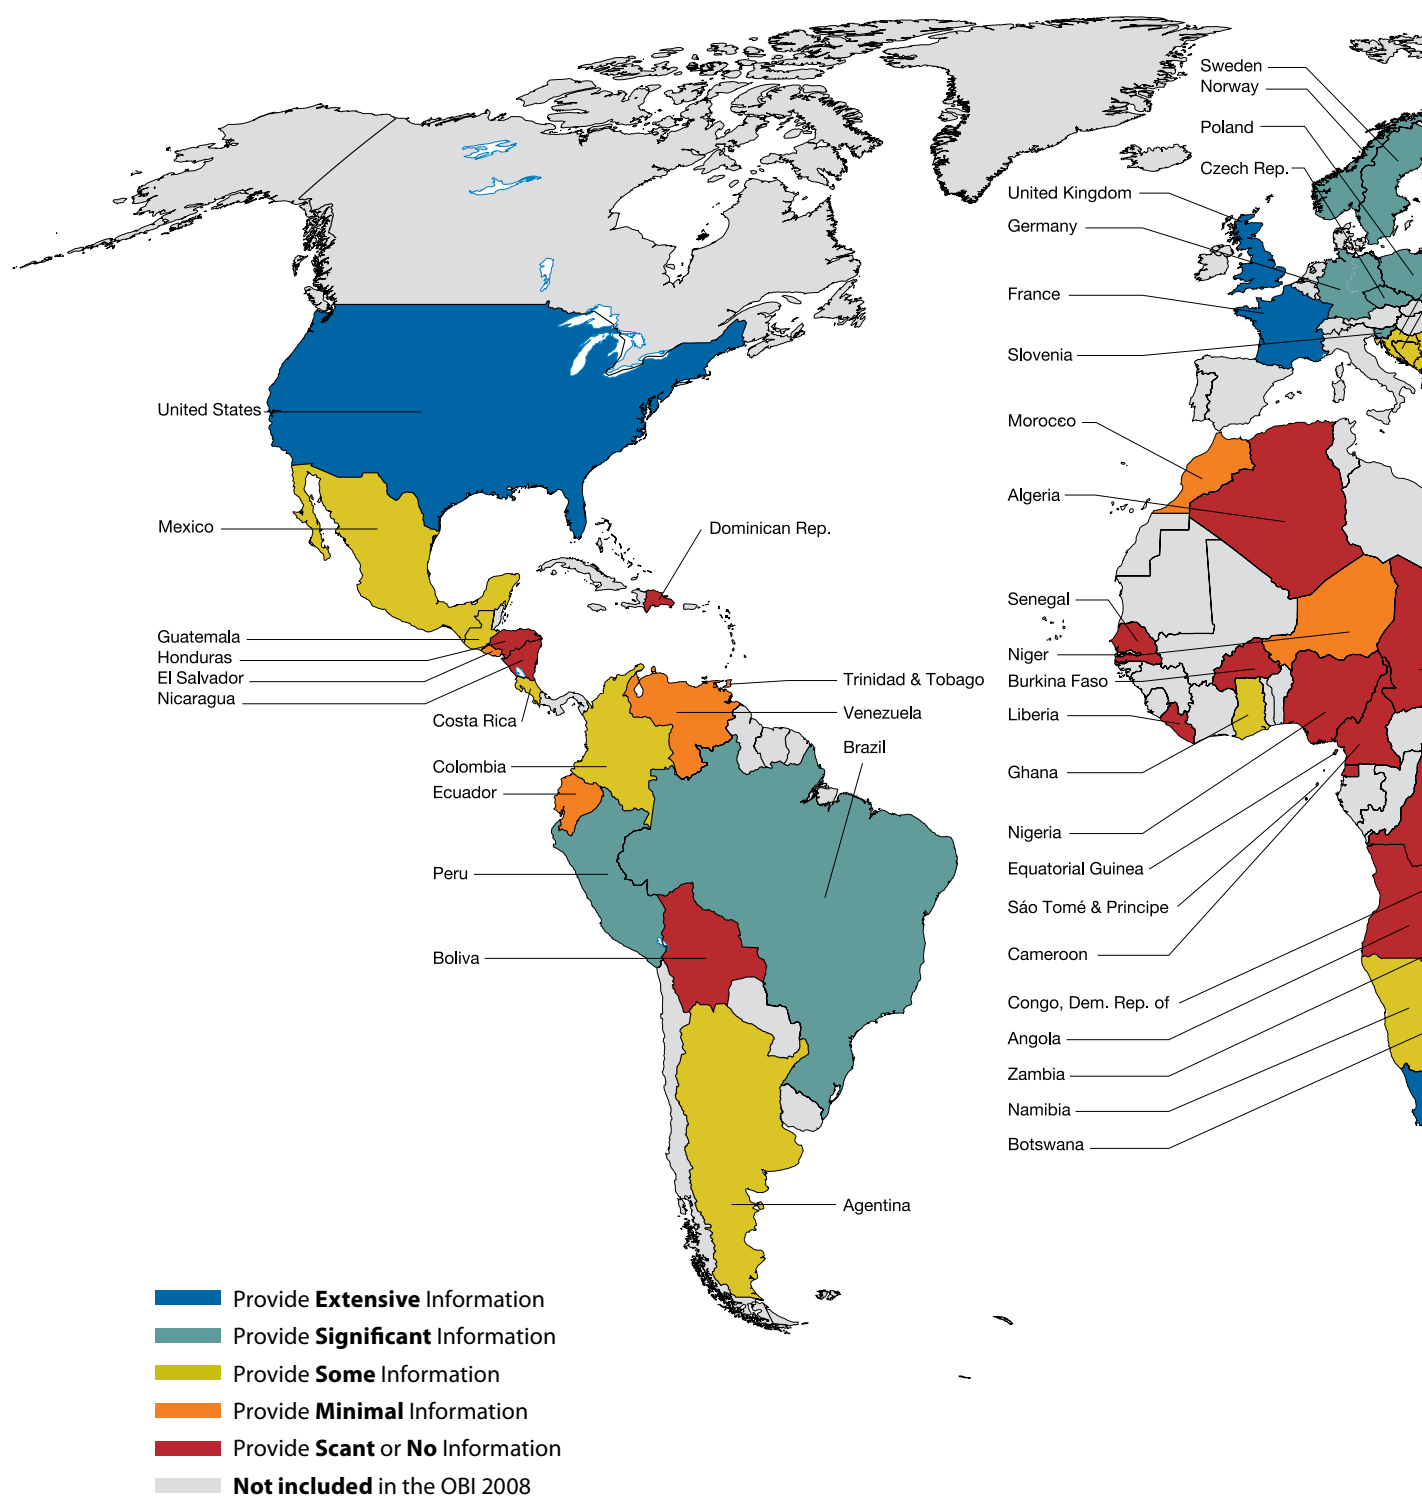 Sweden
Norway
Poland
Czech Rep.
United Kingdom
Germany
France
Slovenia
United States
Morocco
Algeria
Mexico
Dominican Rep.
Senegal
Guatemala
Honduras
El Salvador
Nicaragua
Niger
Burkina Faso
Liberia
Costa Rica
Trinidad & Tobago
Venezuela
Brazil
Colombia
Ecuador
Ghana
Nigeria
Equatorial Guinea
Peru
Sáo Tomé & Principe
Boliva
Cameroon
Congo, Dem. Rep. of
Angola
Zambia
Namibia
Botswana
Agentina
Provide Extensive Information
Provide Significant Information
Provide Some Information
Provide Minimal Information
Provide Scant or No Information
Not included in the OBI 2008